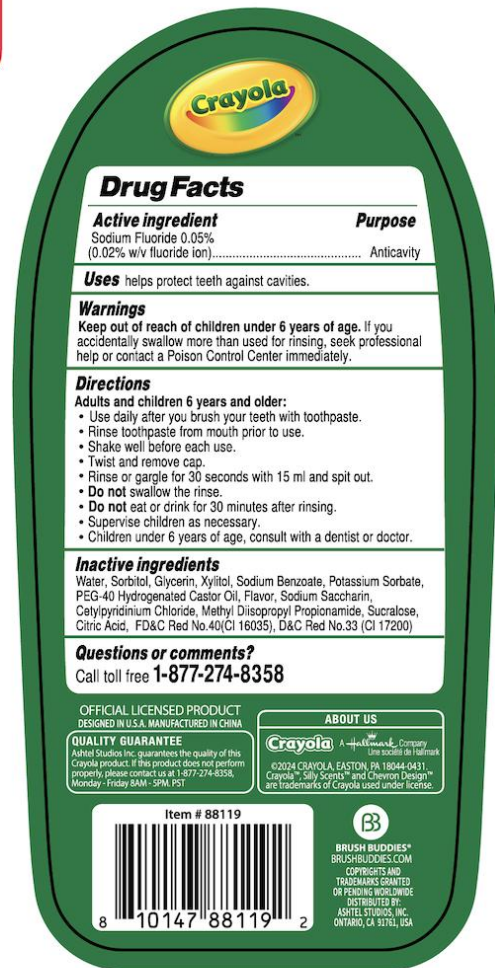 Crayola
Drug Facts
Active ingredient Purpose
Sodium Fluoride 0.05%
(0.02% w/v fluoride ion)............................................ Anticavity
Uses helps protect teeth against cavities.
Warnings
Keep out of reach of children under 6 years of age. If you
accidentally swallow more than used for rinsing, seek professional
help or contact a Poison Control Center immediately.
Directions
Adults and children 6 years and older:
• Use daily after you brush your teeth with toothpaste.
• Rinse toothpaste from mouth prior to use.
• Shake well before each use.
• Twist and remove cap.
• Rinse or gargle for 30 seconds with 15 ml and spit out.
• Do not swallow the rinse.
• Do not eat or drink for 30 minutes after rinsing.
• Supervise children as necessary.
• Children under 6 years of age, consult with a dentist or doctor.
Inactive ingredients
Water, Sorbitol, Glycerin, Xylitol, Sodium Benzoate, Potassium Sorbate,
PEG-40 Hydrogenated Castor Oil, Flavor, Sodium Saccharin,
Cetylpyridinium Chloride, Methyl Diisopropyl Propionamide, Sucralose,
Citric Acid, FD&C Red No.40(CI 16035), D&C Red No.33 (CI 17200)
Questions or comments?
Call toll free 1-877-274-8358
OFFICIAL LICENSED PRODUCT
DESIGNED IN U.S.A. MANUFACTURED IN CHINA
QUALITY GUARANTEE
Ashtel Studios Inc. guarantees the quality of this
Crayola product. If this product does not perform
properly, please contact us at 1-877-274-8358,
Monday - Friday 8AM - 5PM. PST
ABOUT US
Crayola A Hallmark Company
Une société de Hallmark
©2024 CRAYOLA, EASTON, PA 18044-0431.
Crayola™, Silly Scents™ and Chevron Design™
are trademarks of Crayola used under license.
Item # 88119
8 10147 88119 2
BB
BRUSH BUDDIES®
BRUSHBUDDIES.COM
COPYRIGHTS AND
TRADEMARKS GRANTED
OR PENDING WORLDWIDE
DISTRIBUTED BY:
ASHTEL STUDIOS, INC.
ONTARIO, CA 91761, USA